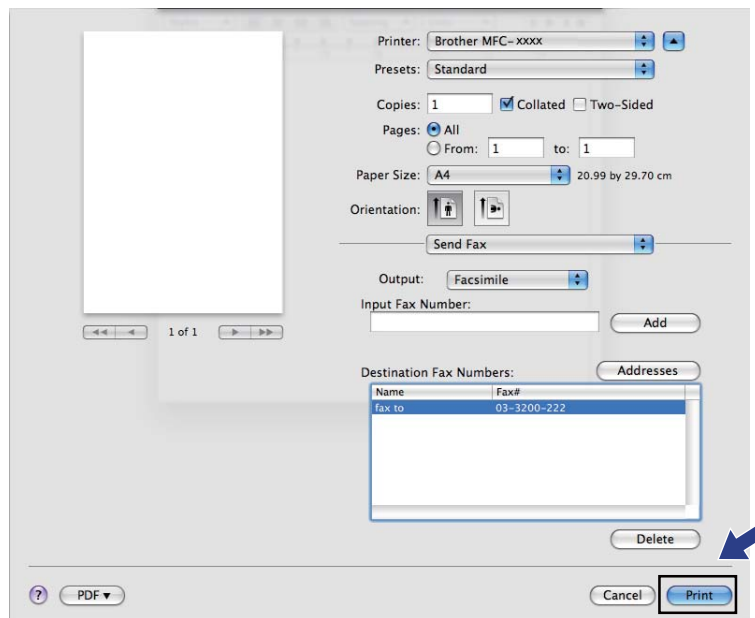 Printer: Brother MFC-xxxx
Presets: Standard
Copies: 1 Collated Two-Sided
Pages: All
From: 1 to: 1
Paper Size: A4 20.99 by 29.70 cm
Orientation:
Send Fax
Output: Facsimile
Input Fax Number:
Add
1 of 1
Destination Fax Numbers: Addresses
Name Fax#
fax to 03-3200-222
Delete
? PDF▼ Cancel Print